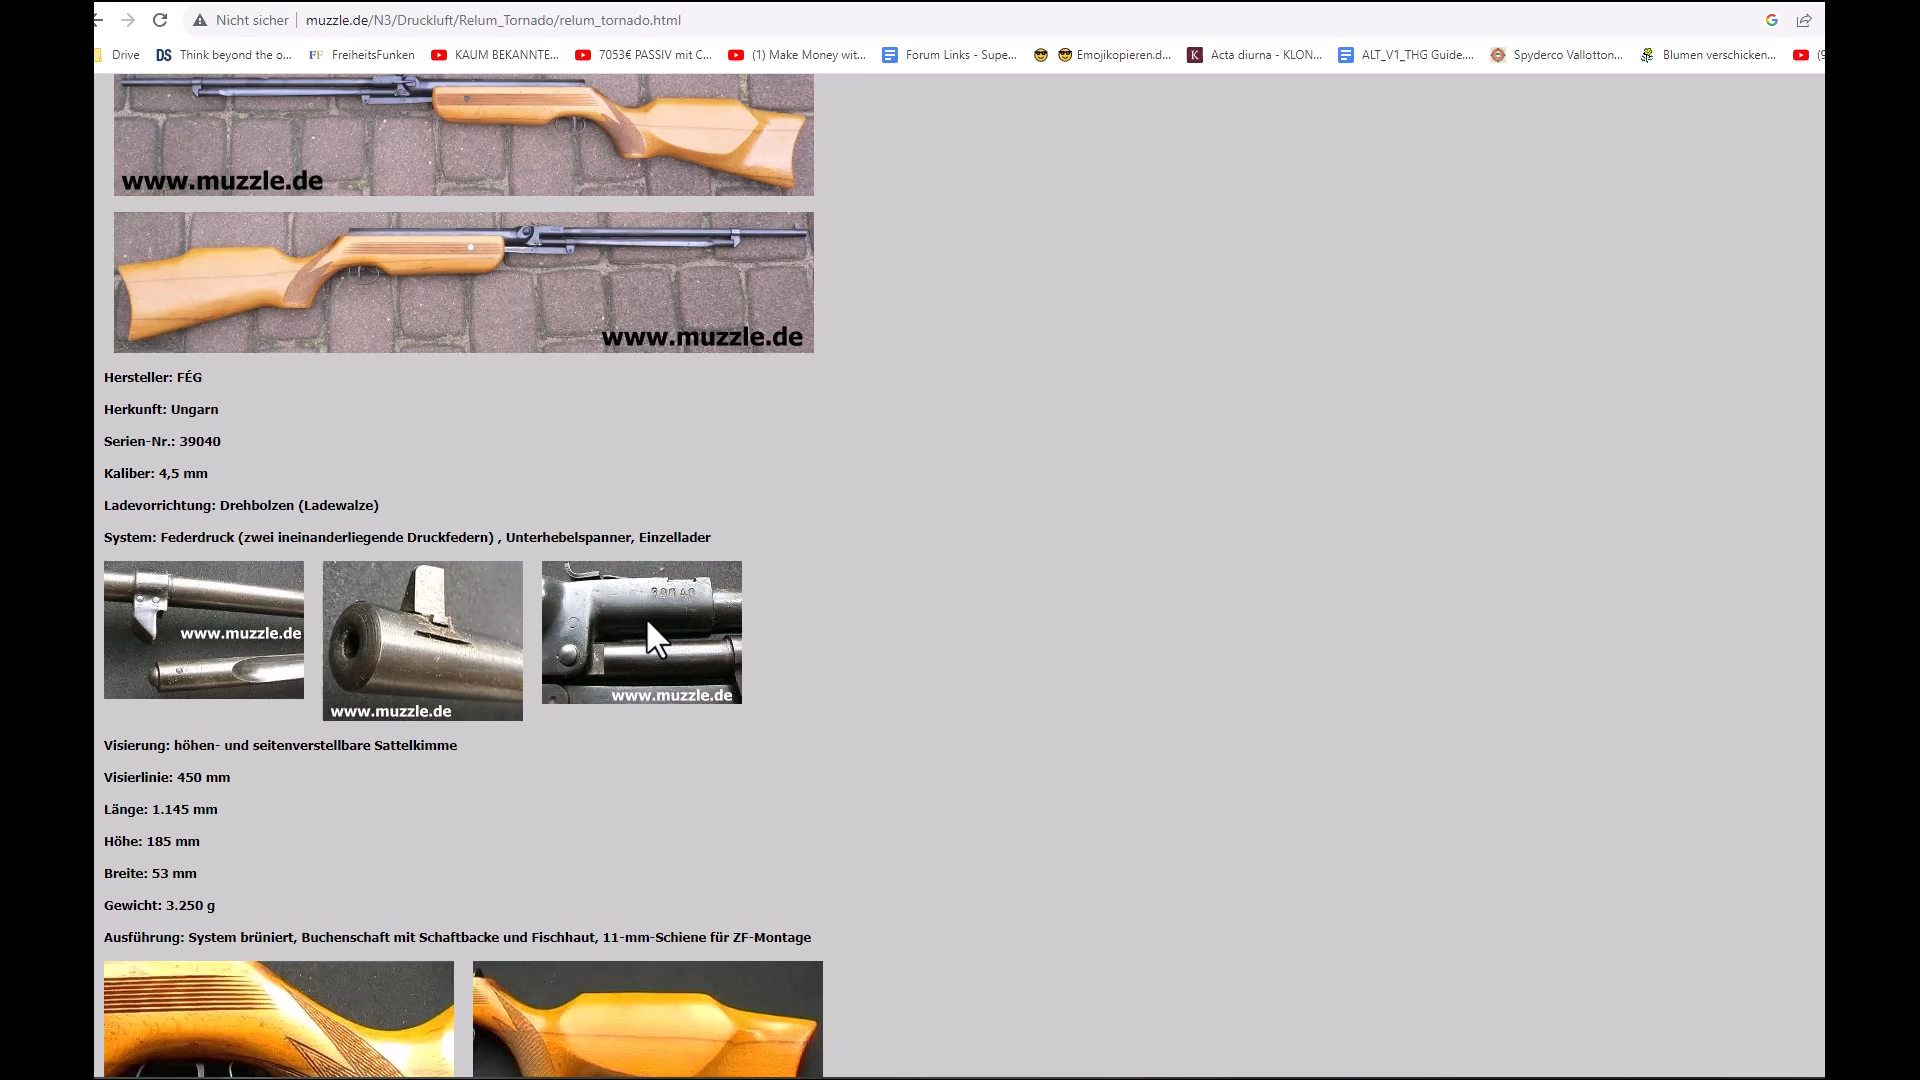 Nicht sicher
muzzle.de/N3/Druckluft/Relum_Tornado/relum_tornado.html
Drive
DS
Think beyond the o...
FF
FreiheitsFunken
KAUM BEKANNTE...
7053€ PASSIV mit C...
(1) Make Money wit...
Forum Links - Supe...
Emojikopieren.d...
K
Acta diurna - KLON...
ALT_V1_THG Guide....
Spyderco Vallotton...
Blumen verschicken...
www.muzzle.de
www.muzzle.de
Hersteller: FÉG
Herkunft: Ungarn
Serien-Nr.: 39040
Kaliber: 4,5 mm
Ladevorrichtung: Drehbolzen (Ladewalze)
System: Federdruck (zwei ineinanderliegende Druckfedern) , Unterhebelspanner, Einzellader
39040
www.muzzle.de
www.muzzle.de
www.muzzle.de
Visierung: höhen- und seitenverstellbare Sattelkimme
Visierlinie: 450 mm
Länge: 1.145 mm
Höhe: 185 mm
Breite: 53 mm
Gewicht: 3.250 g
Ausführung: System brüniert, Buchenschaft mit Schaftbacke und Fischhaut, 11-mm-Schiene für ZF-Montage